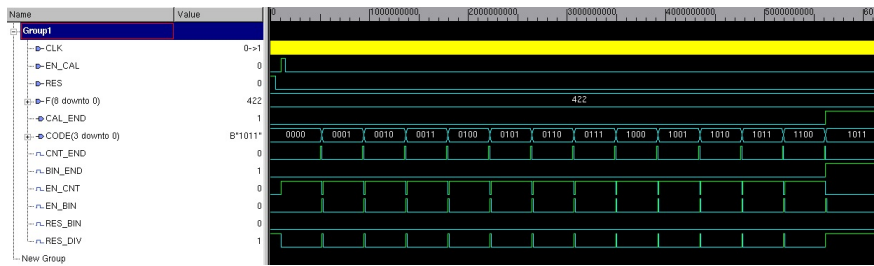 Name Value 0 1000000000 2000000000 3000000000 4000000000 5000000000 60
Group1
CLK 0->1
EN_CAL 0
RES 0
F(8 downto 0) 422 422
CAL_END 1
CODE(3 downto 0) B"1011" 0000 0001 0010 0011 0100 0101 0110 0111 1000 1001 1010 1011 1100 1011
CNT_END 0
BIN_END 1
EN_CNT 0
EN_BIN 0
RES_BIN 0
RES_DIV 1
New Group